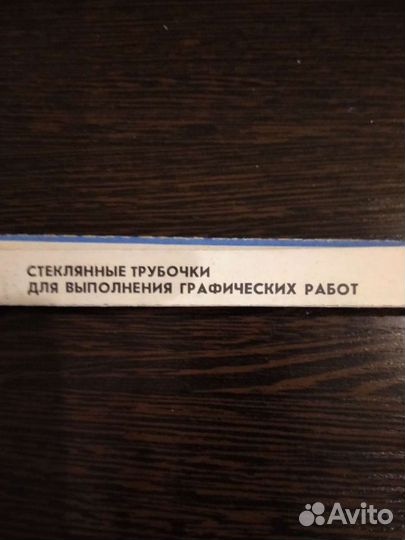 СТЕКЛЯННЫЕ ТРУБОЧКИ
ДЛЯ ВЫПОЛНЕНИЯ ГРАФИЧЕСКИХ РАБОТ
Avito